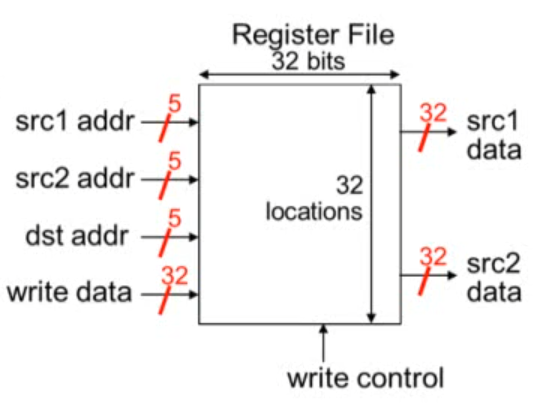 Register File
32 bits
src1 addr
5
src2 addr
5
dst addr
5
write data
32
32
locations
32
src1
data
32
src2
data
write control